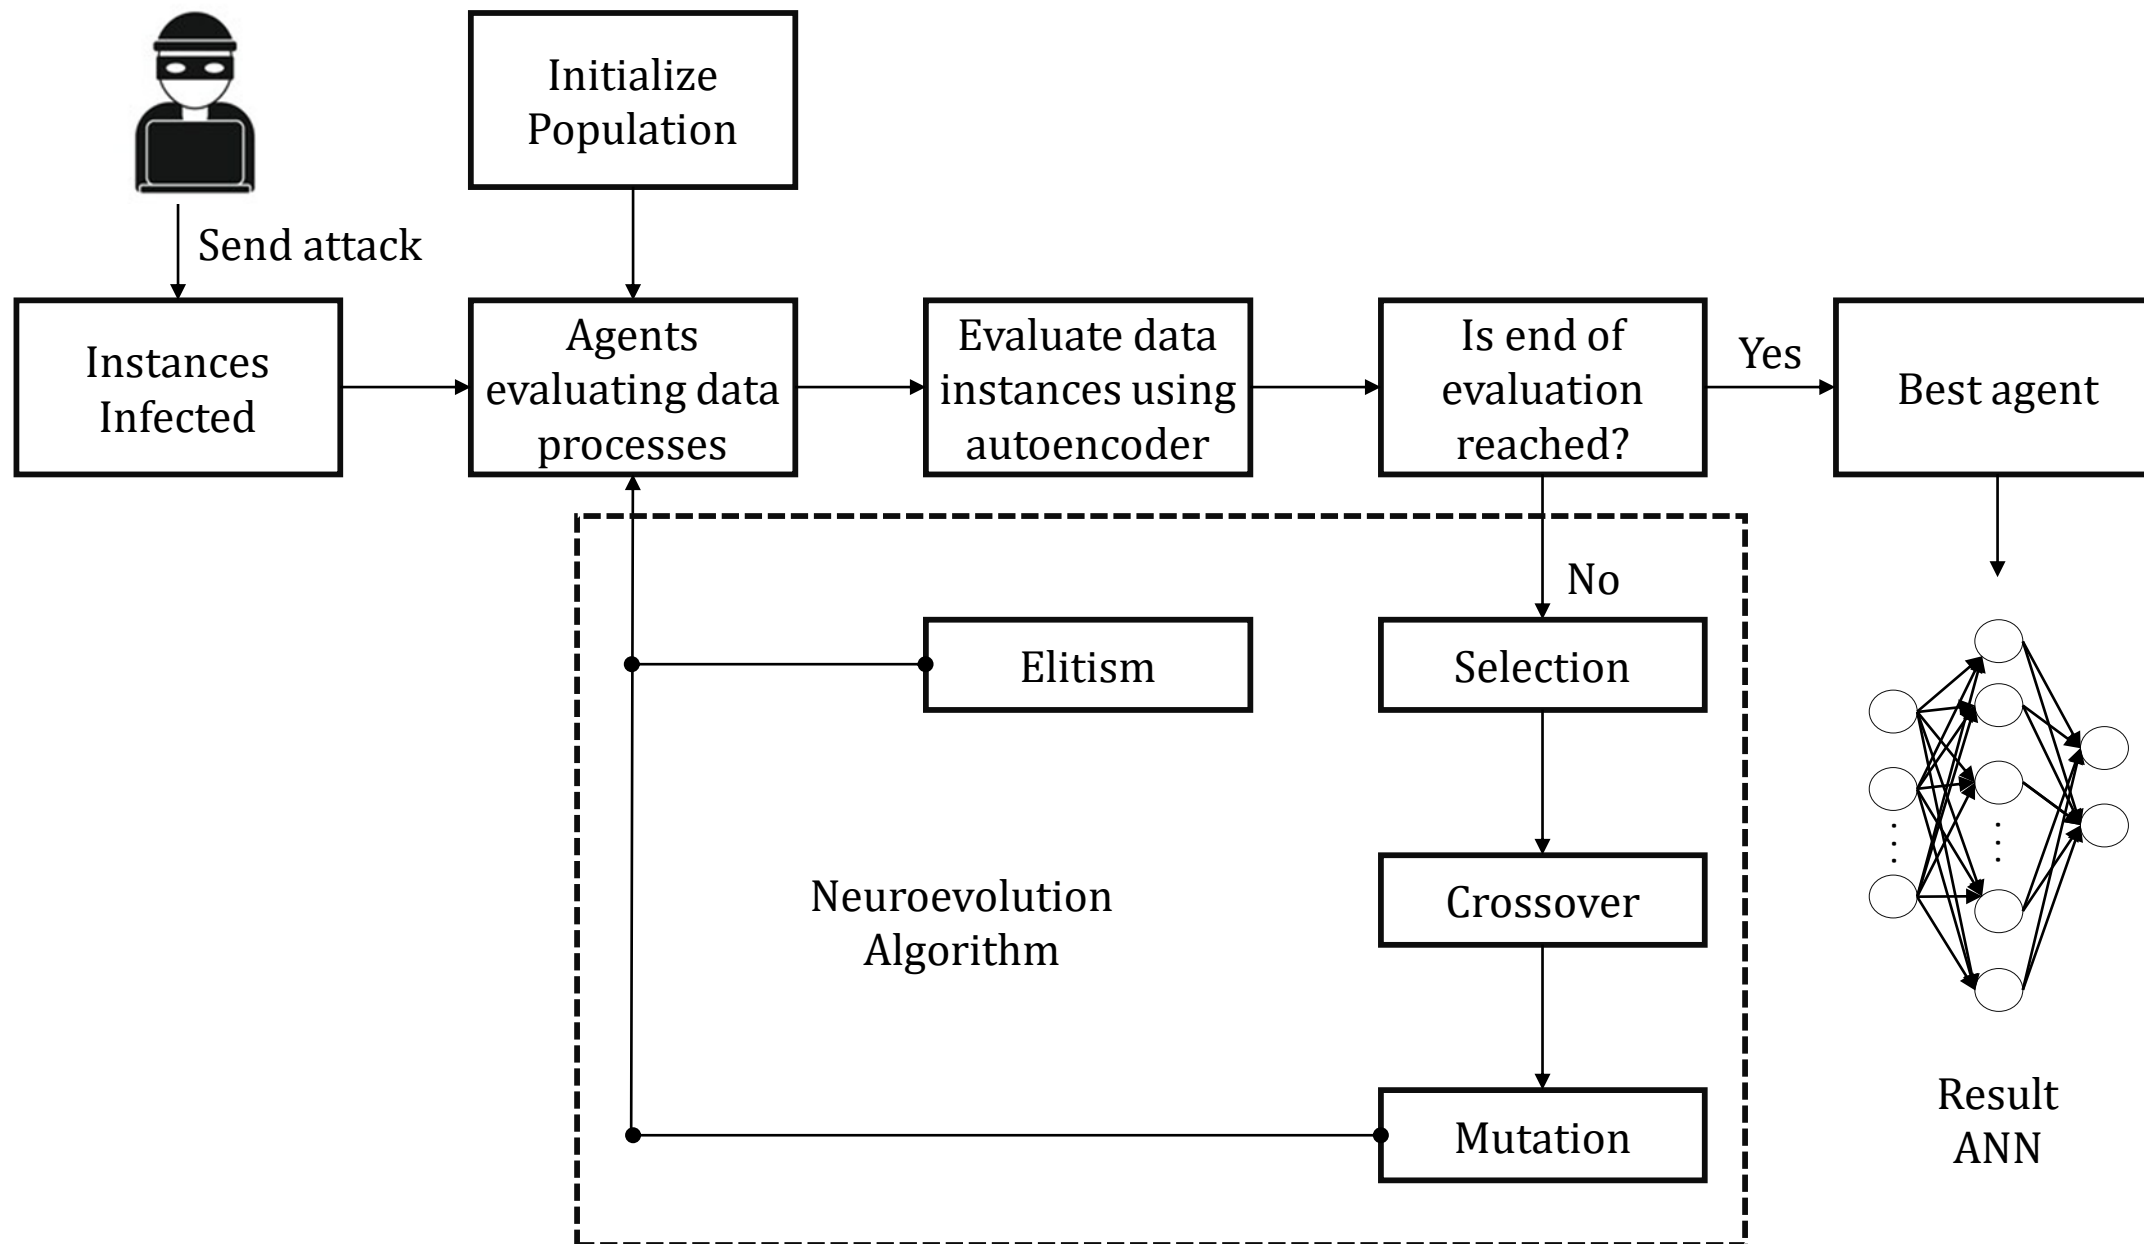 Initialize
Population
Send attack
Instances
Infected
Agents
evaluating data
processes
Evaluate data
instances using
autoencoder
Is end of
evaluation
reached?
Yes
Best agent
No
Elitism
Selection
Neuroevolution
Algorithm
Crossover
Mutation
Result
ANN